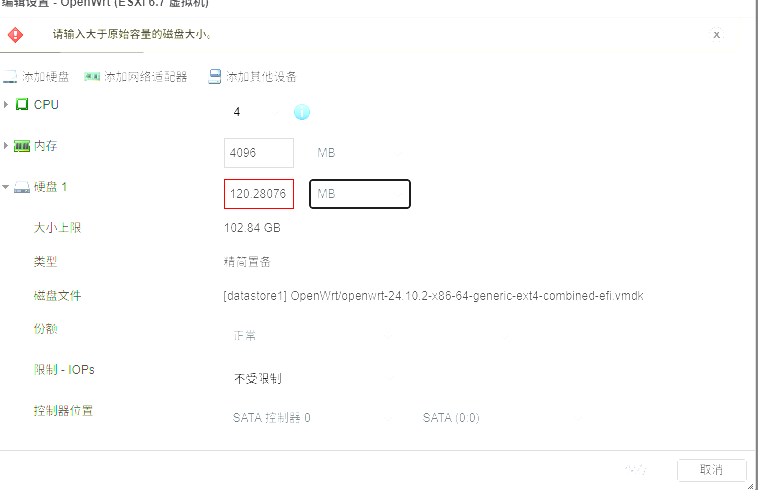 编辑设置 - OpenWrt (ESXi 6.7 虚拟机)
请输入大于原始容量的磁盘大小。
x
添加硬盘 添加网络适配器 添加其他设备
CPU 4
内存 4096 MB
硬盘 1 120.28076 MB
大小上限 102.84 GB
类型 精简置备
磁盘文件 [datastore1] OpenWrt/openwrt-24.10.2-x86-64-generic-ext4-combined-efi.vmdk
份额 正常
限制 - IOPs 不受限制
控制器位置 SATA 控制器 0 SATA (0:0)
取消